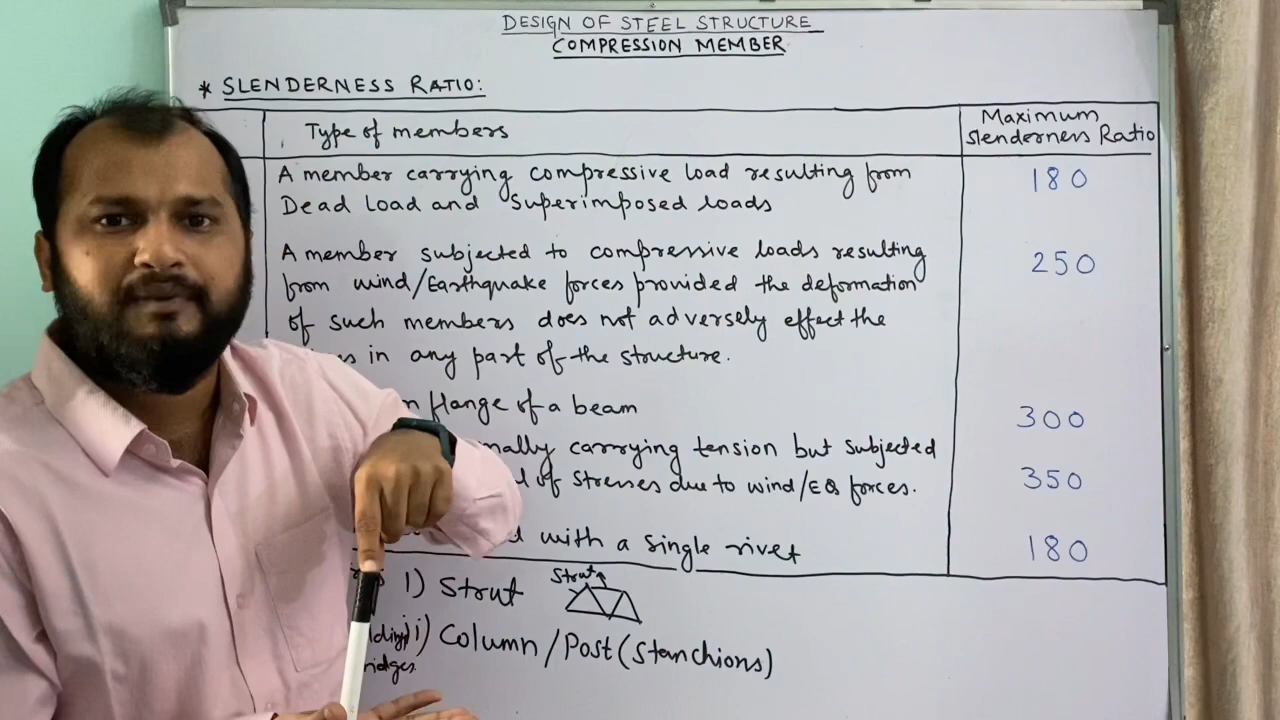 DESIGN OF STEEL STRUCTURE
COMPRESSION MEMBER
* SLENDERNESS RATIO:
Type of members
Maximum
Slenderness Ratio
A member carrying compressive load resulting from
Dead Load and Superimposed loads
180
A member subjected to compressive loads resulting
from wind/Earthquake forces provided the deformation
of such members does not adversely effect the
in any part of the structure.
250
flange of a beam
300
carrying tension but subjected
of stresses due to wind/EQ forces.
350
with a single rivet
180
1) Strut
Strut
i) Column/Post (Stanchions)